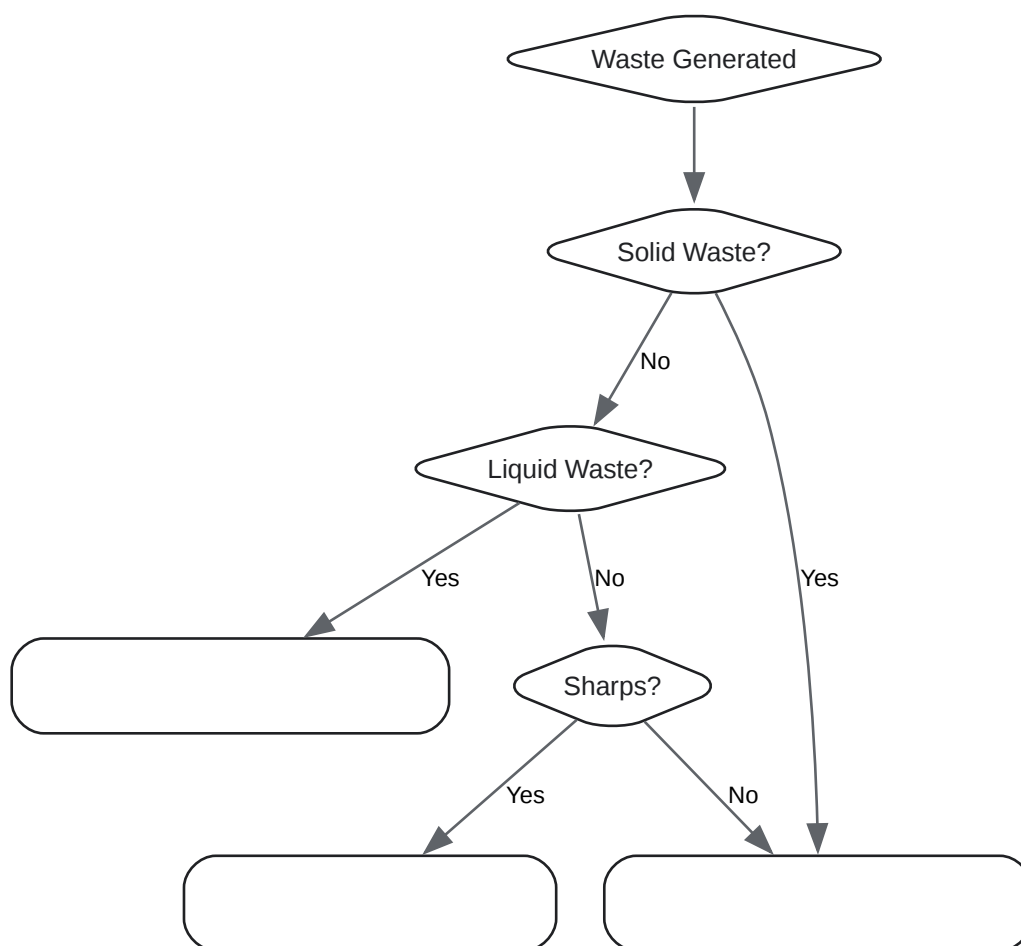 Waste Generated
Solid Waste?
No
Liquid Waste?
Yes
No
Yes
Sharps?
Yes
No